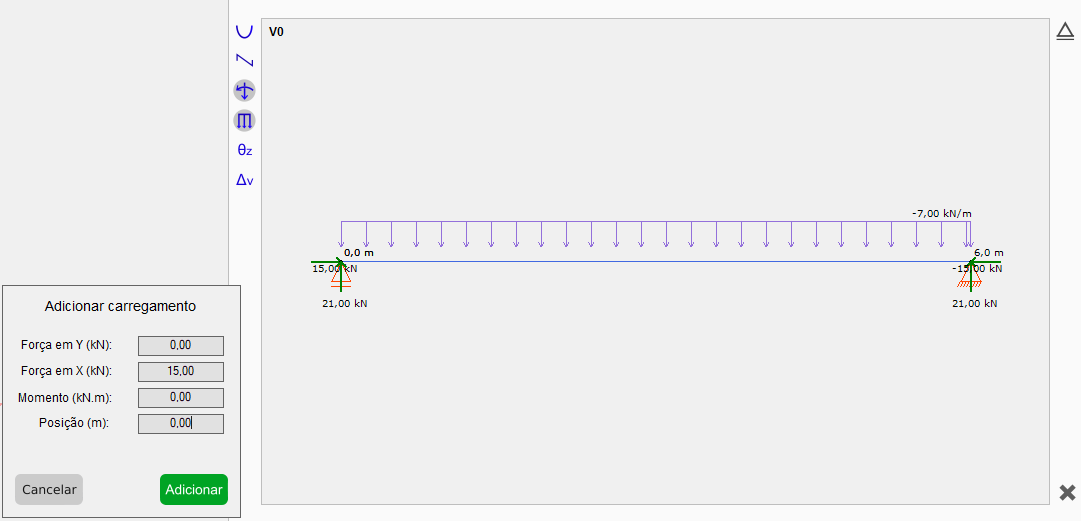 V0
θz
Δv
-7,00 kN/m
0,0 m
6,0 m
15,00 kN
-15,00 kN
21,00 kN
21,00 kN
Adicionar carregamento
Força em Y (kN): 0,00
Força em X (kN): 15,00
Momento (kN.m): 0,00
Posição (m): 0,00
Cancelar
Adicionar